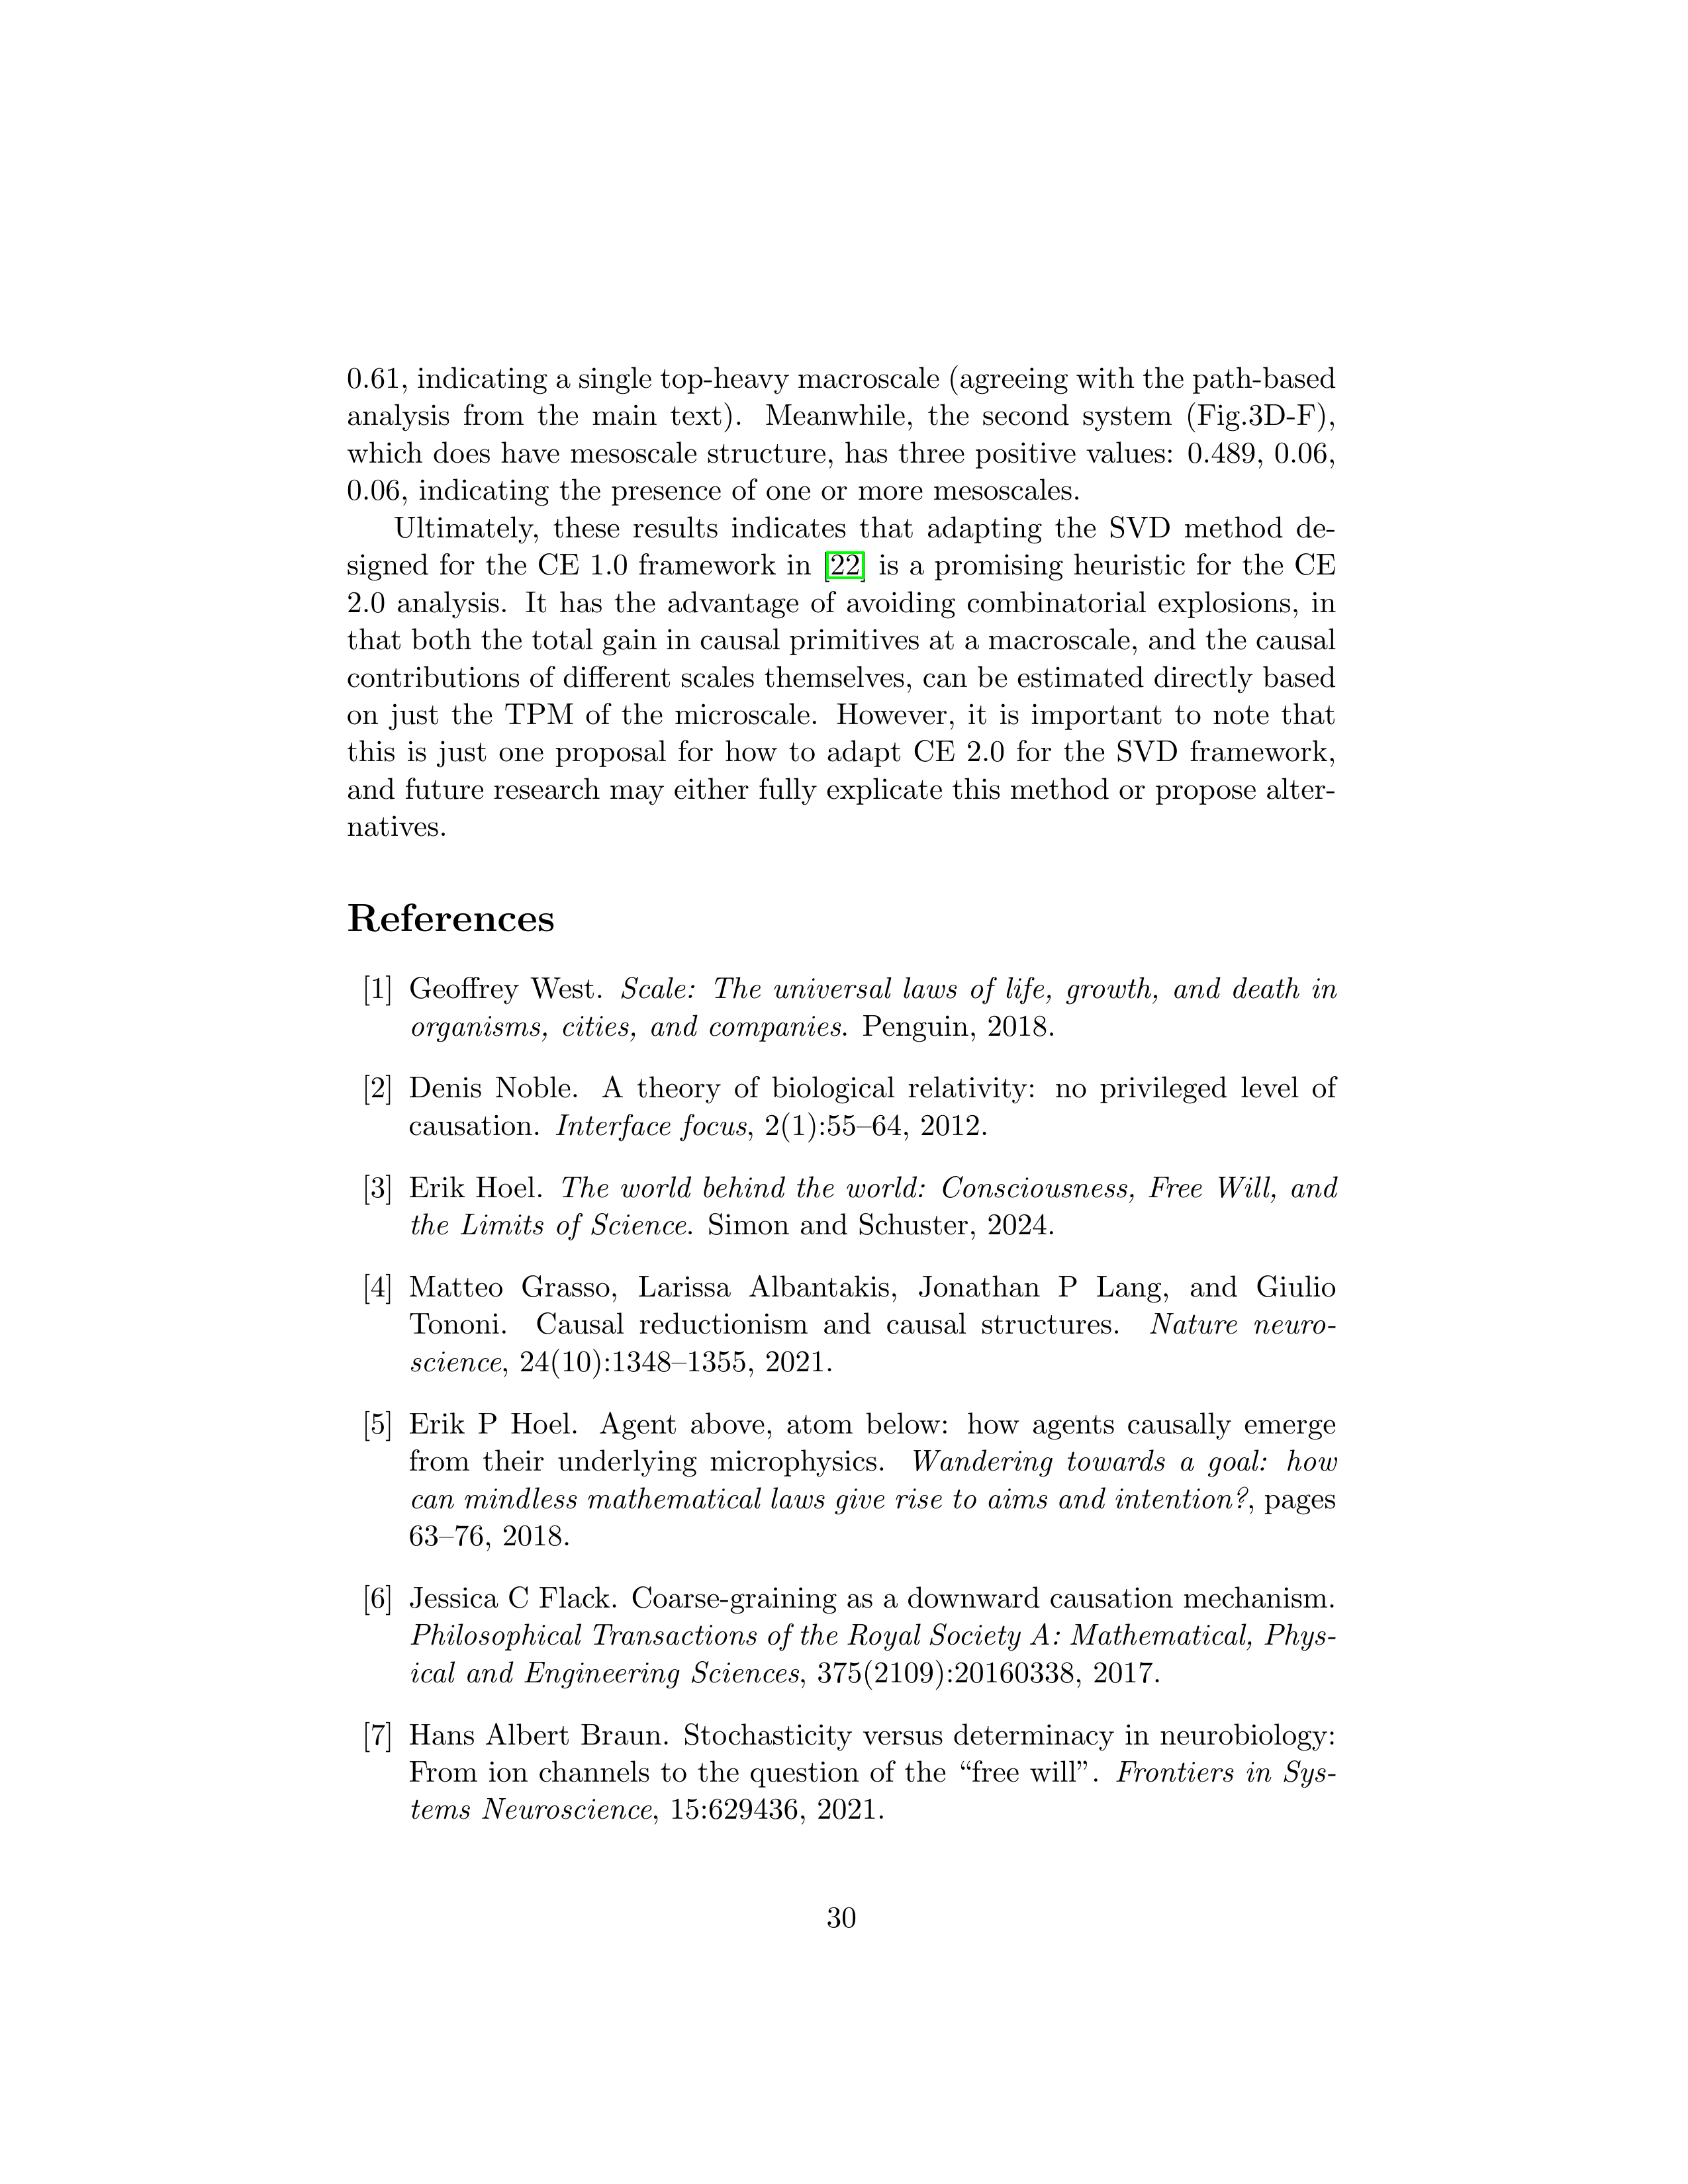 0.61, indicating a single top-heavy macroscale (agreeing with the path-based
analysis from the main text). Meanwhile, the second system (Fig.3D-F),
which does have mesoscale structure, has three positive values: 0.489, 0.06,
0.06, indicating the presence of one or more mesoscales.
Ultimately, these results indicates that adapting the SVD method de-
signed for the CE 1.0 framework in [22] is a promising heuristic for the CE
2.0 analysis. It has the advantage of avoiding combinatorial explosions, in
that both the total gain in causal primitives at a macroscale, and the causal
contributions of different scales themselves, can be estimated directly based
on just the TPM of the microscale. However, it is important to note that
this is just one proposal for how to adapt CE 2.0 for the SVD framework,
and future research may either fully explicate this method or propose alter-
natives.
References
[1] Geoffrey West. Scale: The universal laws of life, growth, and death in
organisms, cities, and companies. Penguin, 2018.
[2] Denis Noble. A theory of biological relativity: no privileged level of
causation. Interface focus, 2(1):55–64, 2012.
[3] Erik Hoel. The world behind the world: Consciousness, Free Will, and
the Limits of Science. Simon and Schuster, 2024.
[4] Matteo Grasso, Larissa Albantakis, Jonathan P Lang, and Giulio
Tononi. Causal reductionism and causal structures. Nature neuro-
science, 24(10):1348–1355, 2021.
[5] Erik P Hoel. Agent above, atom below: how agents causally emerge
from their underlying microphysics. Wandering towards a goal: how
can mindless mathematical laws give rise to aims and intention?, pages
63–76, 2018.
[6] Jessica C Flack. Coarse-graining as a downward causation mechanism.
Philosophical Transactions of the Royal Society A: Mathematical, Phys-
ical and Engineering Sciences, 375(2109):20160338, 2017.
[7] Hans Albert Braun. Stochasticity versus determinacy in neurobiology:
From ion channels to the question of the “free will”. Frontiers in Sys-
tems Neuroscience, 15:629436, 2021.
30